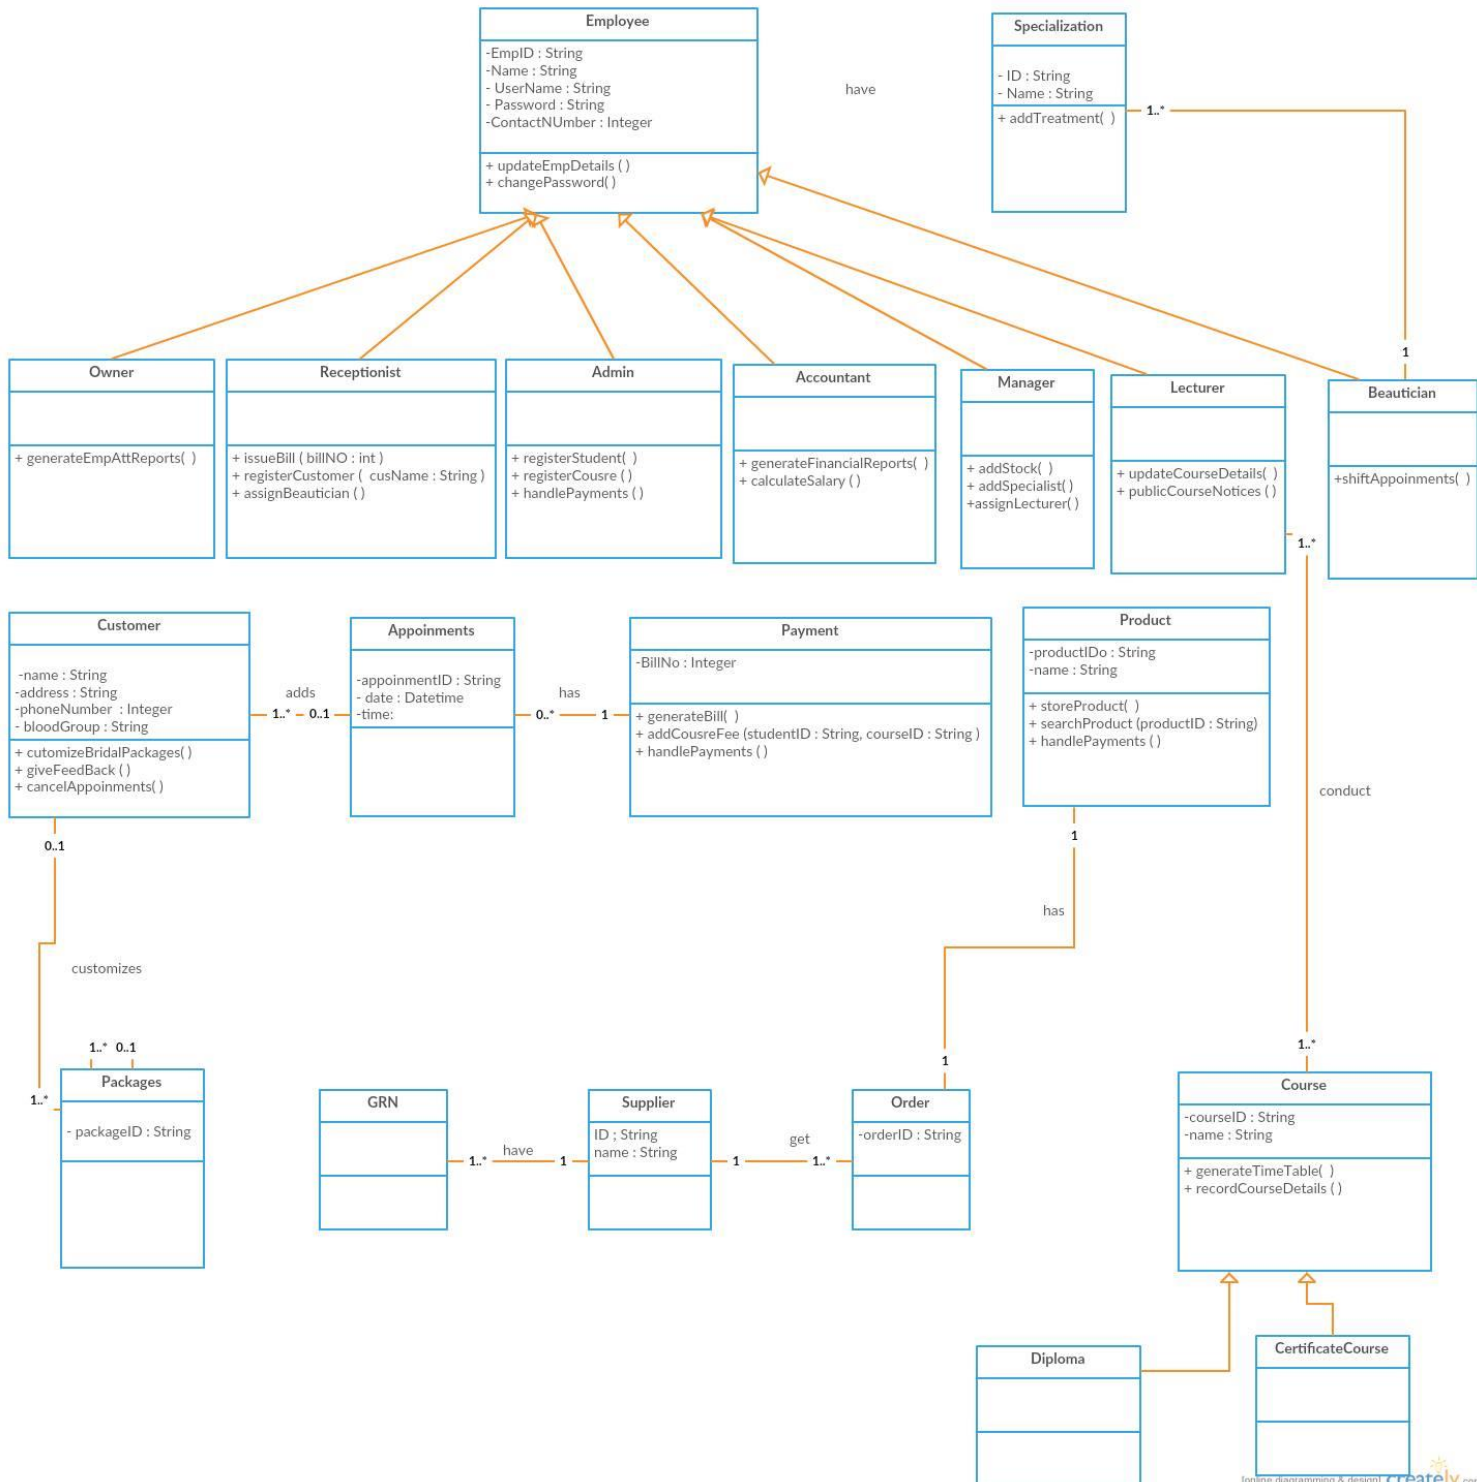 Employee
-EmpID : String
-Name : String
- UserName : String
- Password : String
-ContactNUmber : Integer
+ updateEmpDetails ( )
+ changePassword( )
have
Specialization
- ID : String
- Name : String
+ addTreatment(  )
1..*
1
Owner
+ generateEmpAttReports(  )
Receptionist
+ issueBill ( billNO : int )
+ registerCustomer (  cusName : String )
+ assignBeautician ( )
Admin
+ registerStudent(  )
+ registerCousre ( )
+ handlePayments ( )
Accountant
+ generateFinancialReports(  )
+ calculateSalary ( )
Manager
+ addStock(  )
+ addSpecialist( )
+assignLecturer( )
Lecturer
+ updateCourseDetails(  )
+ publicCourseNotices ( )
Beautician
+shiftAppoinments(  )
1..*
Customer
-name : String
-address : String
-phoneNumber  : Integer
- bloodGroup : String
+ cutomizeBridalPackages( )
+ giveFeedBack ( )
+ cancelAppoinments( )
adds
1..*
0..1
Appoinments
-appoinmentID : String
- date : Datetime
-time:
has
0..*
1
Payment
-BillNo : Integer
+ generateBill(  )
+ addCousreFee (studentID : String, courseID : String )
+ handlePayments ( )
Product
-productIDo : String
-name : String
+ storeProduct(  )
+ searchProduct (productID : String)
+ handlePayments ( )
conduct
0..1
1
has
customizes
1..*
0..1
1
1..*
1..*
Packages
- packageID : String
GRN
1..*
have
1
Supplier
ID ; String
name : String
1
get
1..*
Order
-orderID : String
Course
-courseID : String
-name : String
+ generateTimeTable(  )
+ recordCourseDetails ( )
Diploma
CertificateCourse
[online diagramming & design] creately